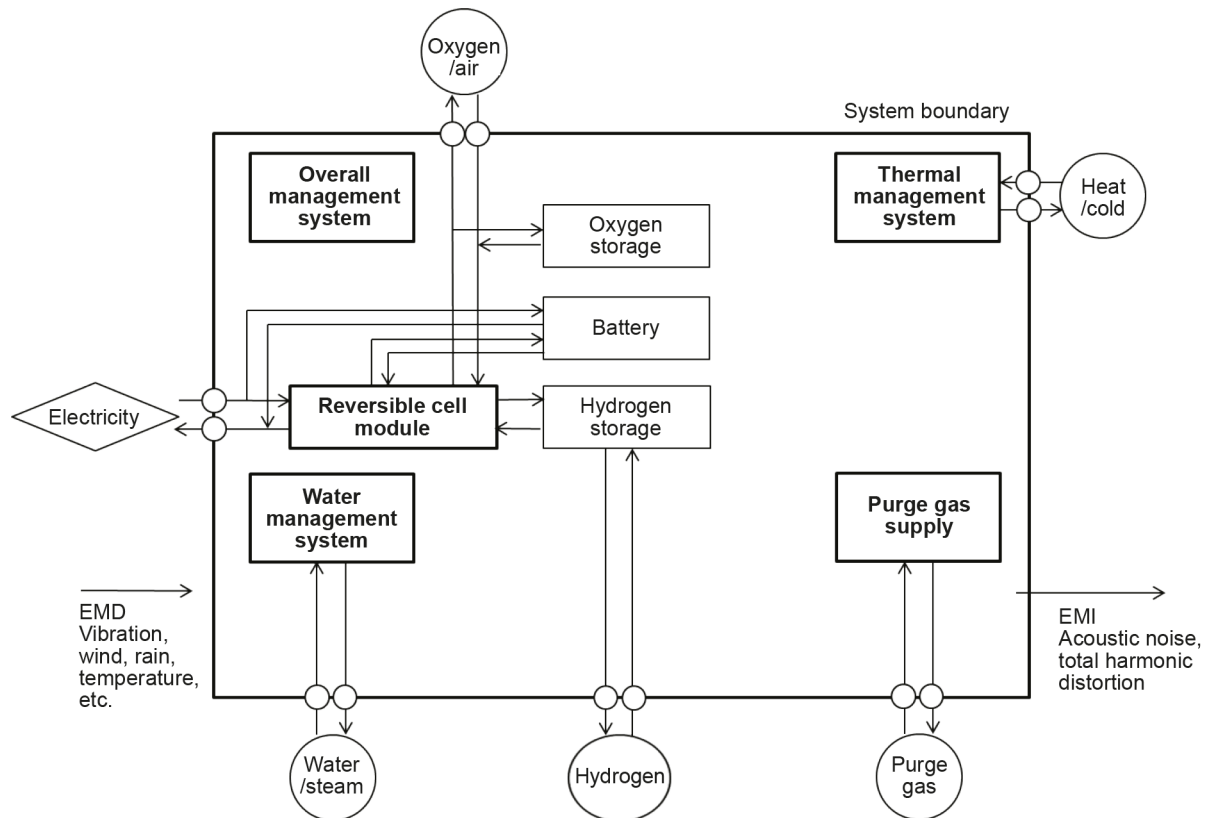 Oxygen
/air
System boundary
Overall
management
system
Thermal
management
system
Heat
/cold
Oxygen
storage
Battery
Electricity
Reversible cell
module
Hydrogen
storage
Water
management
system
Purge gas
supply
EMD
Vibration,
wind, rain,
temperature,
etc.
EMI
Acoustic noise,
total harmonic
distortion
Water
/steam
Hydrogen
Purge
gas